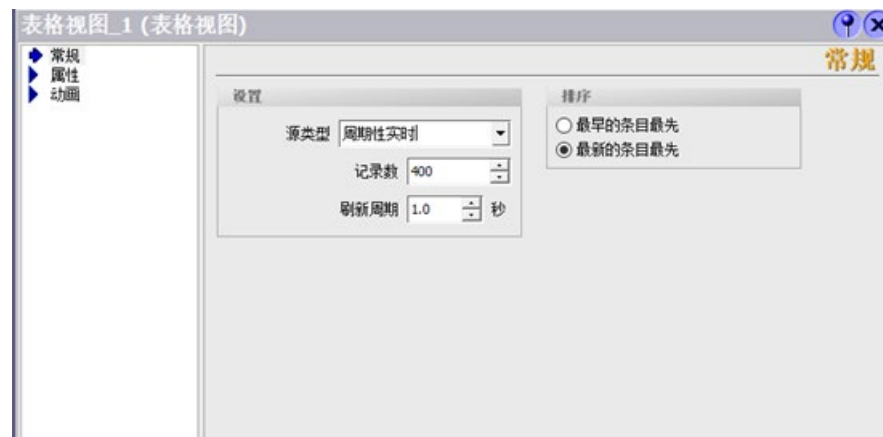 表格视图_1 (表格视图)
常规
属性
动画
常规
设置
源类型 周期性实时
记录数 400
刷新周期 1.0 秒
排序
最早的条目最先
最新的条目最先